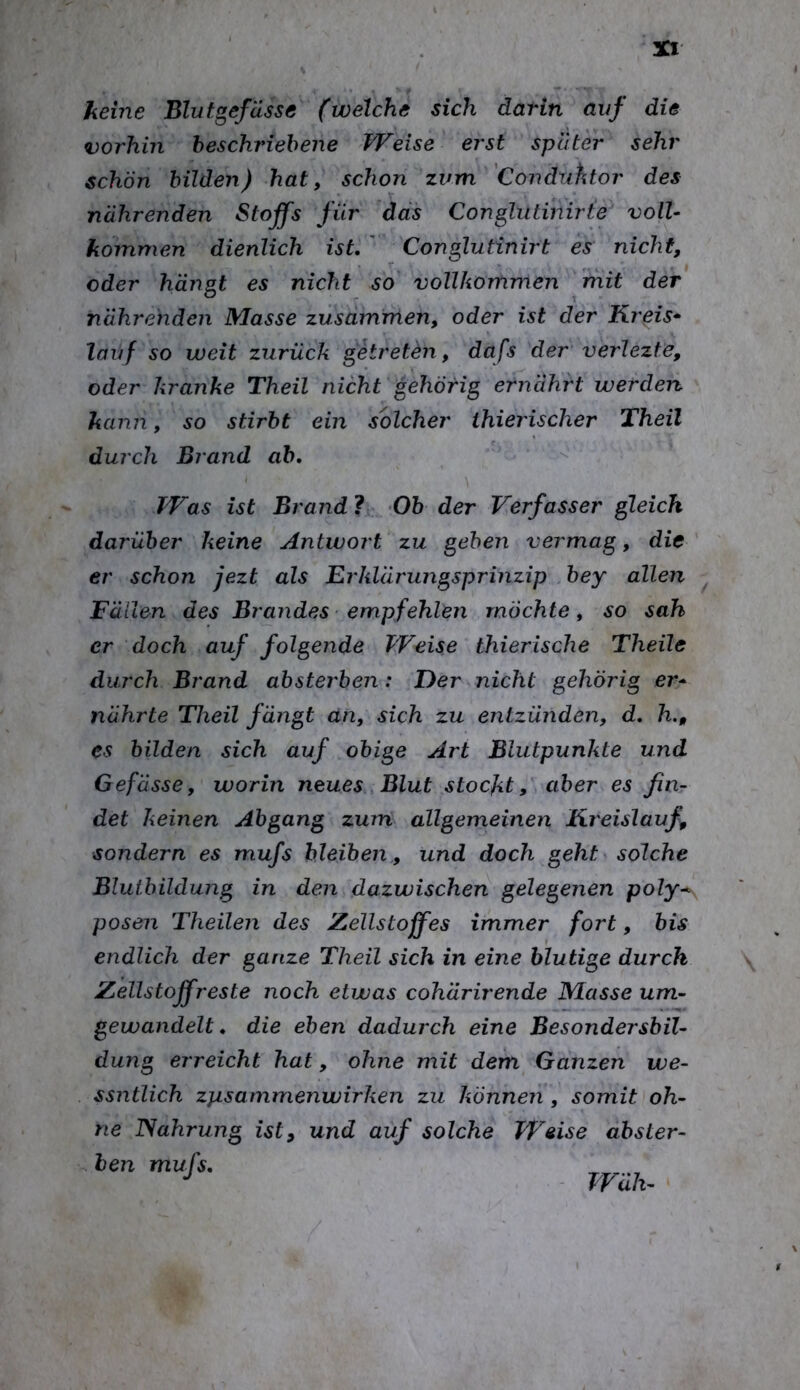 XI
keine Blutgefässe (welche sich darin auf die
vorhin beschriebene Weise erst später sehr
schön bilden) hat, schon zum Conduktor des
nährenden Stoffs für das Conglutinirte voll-
kommen dienlich ist. Conglutinirt es nicht,
oder hängt es nicht so vollkommen mit der
nährenden Masse zusammen, oder ist der Kreis-
lauf so weit zurück getreten, dafs der verlezte,
oder kranke Theil nicht gehörig ernährt werden
kann, so stirbt ein solcher thierischer Theil
durch Brand ab.
Was ist Brand? Ob der Verfasser gleich
darüber keine Antwort zu geben vermag, die
er schon jezt als Erklärungsprinzip bey allen
Fällen des Brandes empfehlen möchte, so sah
er doch auf folgende Weise thierische Theile
durch Brand absterben: Der nicht gehörig er-
nährte Theil fängt an, sich zu entzünden, d. h.,
es bilden sich auf obige Art Blutpunkte und
Gefässe, worin neues Blut stockt, aber es fin-
det keinen Abgang zum allgemeinen Kreislauf,
sondern es mufs bleiben, und doch geht solche
Blutbildung in den dazwischen gelegenen poly-
posen Theilen des Zellstoffes immer fort, bis
endlich der ganze Theil sich in eine blutige durch
Zellstoffreste noch etwas cohärirende Masse um-
gewandelt. die eben dadurch eine Besondersbil-
dung erreicht hat, ohne mit dem Ganzen we-
ssntlich zusammenwirken zu können, somit oh-
ne Nahrung ist, und auf solche Weise abster-
ben mufs.
Wäh-